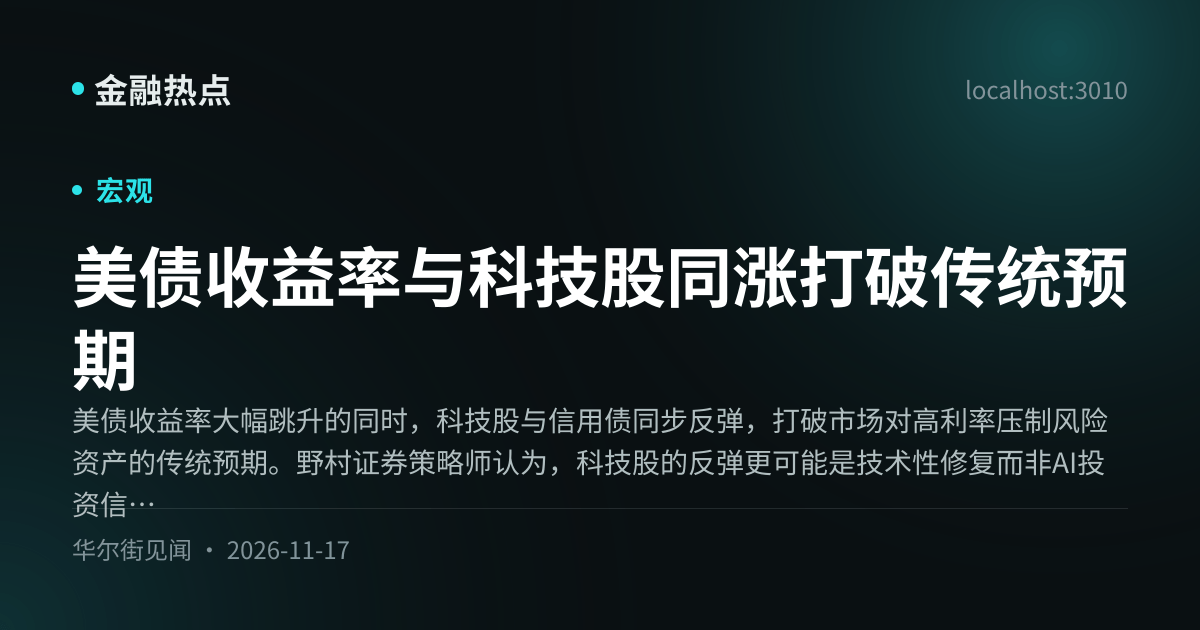 金融热点
localhost:3010
宏观
美债收益率与科技股同涨打破传统预
期
美债收益率大幅跳升的同时，科技股与信用债同步反弹，打破市场对高利率压制风险
资产的传统预期。野村证券策略师认为，科技股的反弹更可能是技术性修复而非AI投
资信…
华尔街见闻 • 2026-11-17